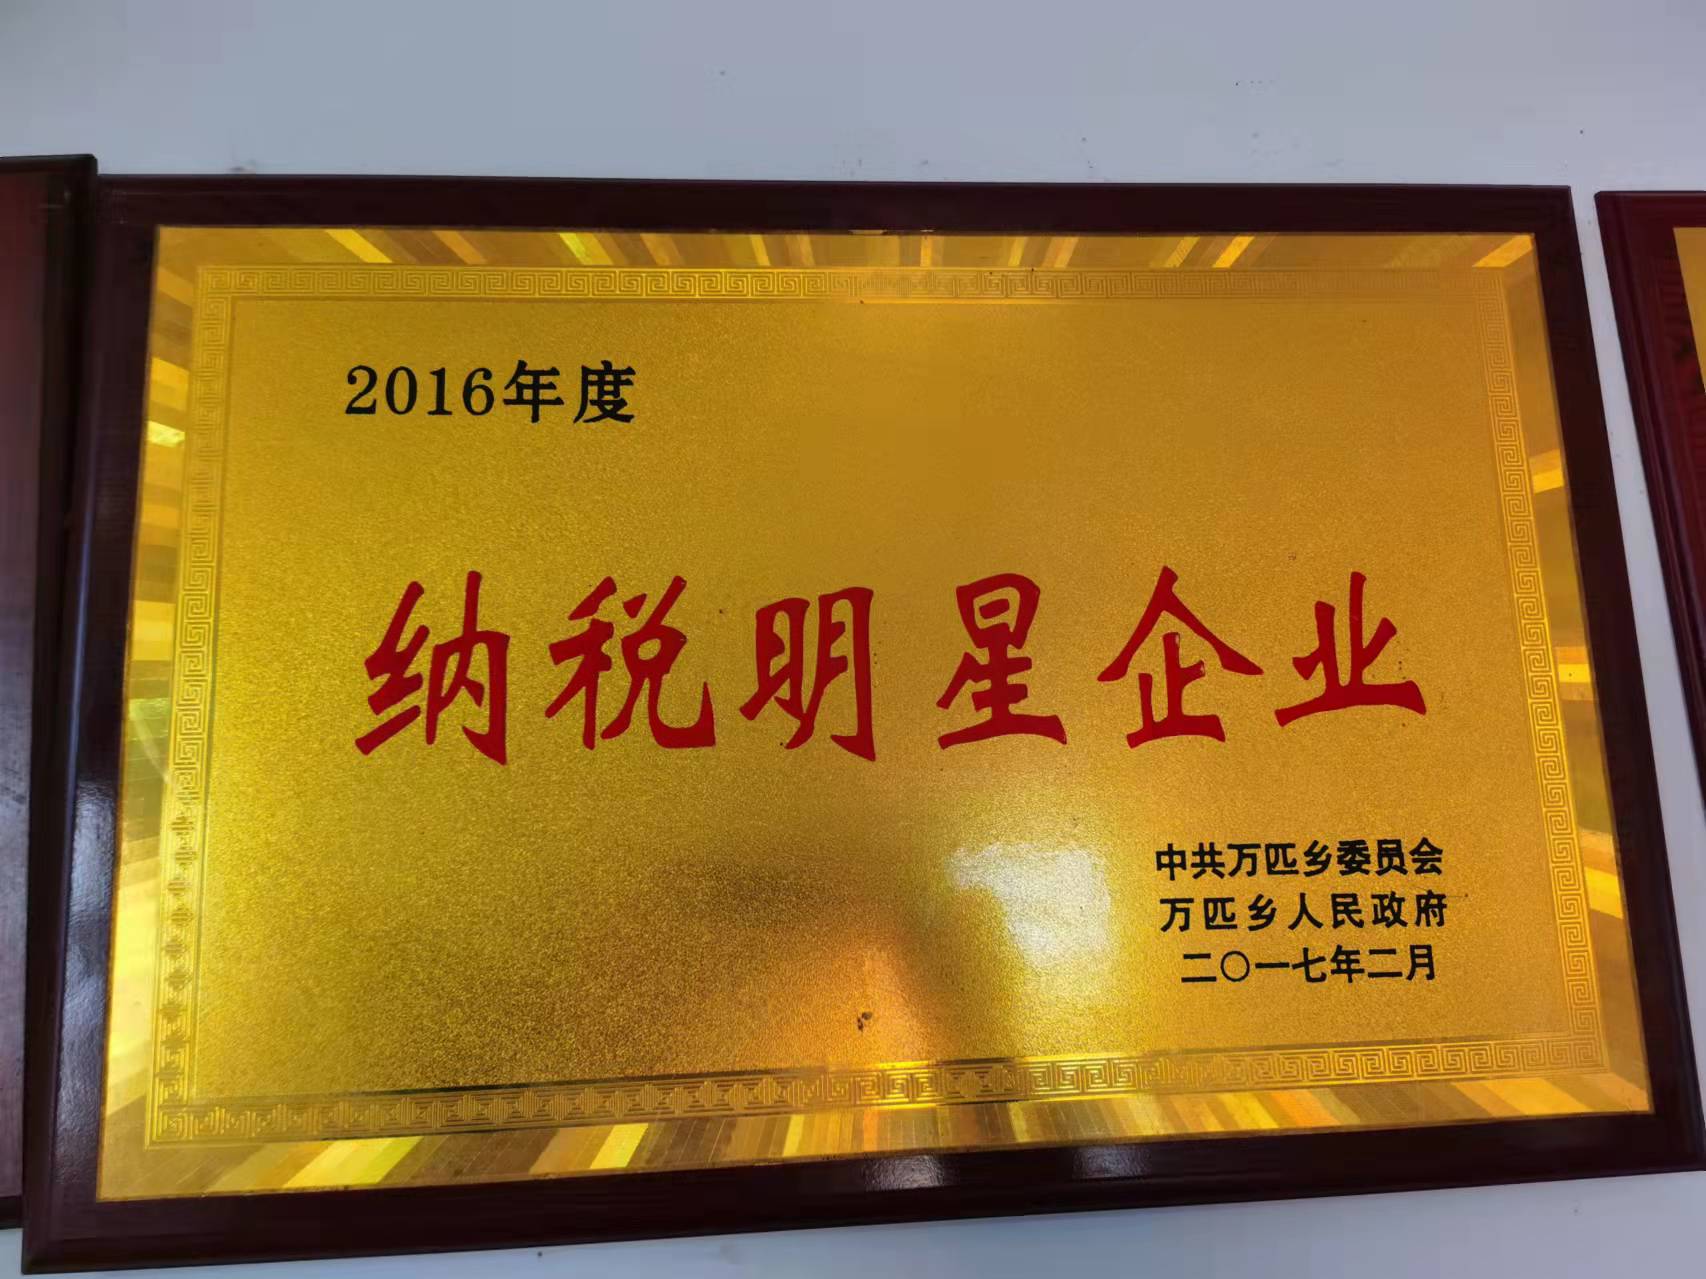 2016年度
纳税明星企业
中共万匹乡委员会
万匹乡人民政府
二〇一七年二月